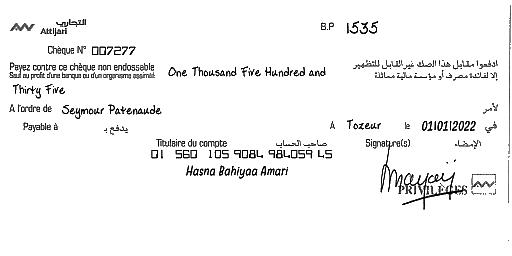 التجاري
Attijari
B.P 1535
Chèque N° 007277
Payez contre ce chèque non endossable
Sauf au profit d'une banque ou d'un organisme assimilé
One Thousand Five Hundred and
ادفعوا مقابل هذا الصك غير القابل للتظهير
إلا لفائدة مصرف أو مؤسسة مالية مماثلة
Thirty Five
A l'ordre de Seymour Patenaude لأمر
Payable à يدفع بـ A Tozeur le 01/01/2022 في
Titulaire du compte صاحب الحساب Signature(s) الإمضاء
01 560 105 9084 984059 45
Hasna Bahiyaa Amari
PRIVILÈGES